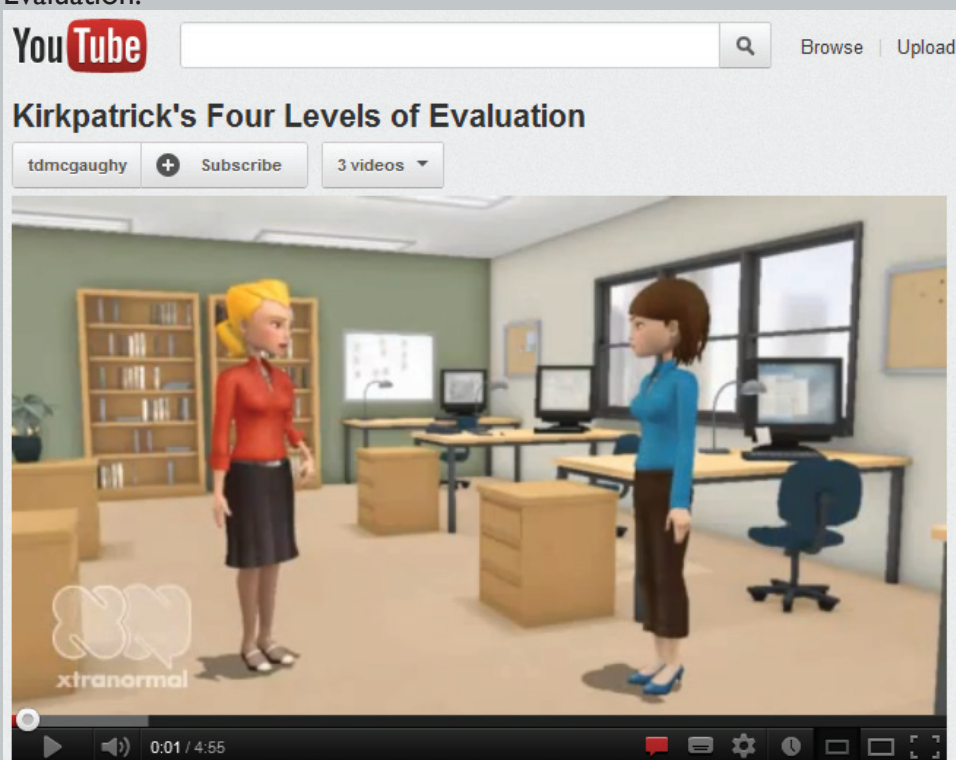 Evaluation.
YouTube
Browse | Upload
Kirkpatrick's Four Levels of Evaluation
tdmcgaughy Subscribe 3 videos
xtranormal
0:01 / 4:55